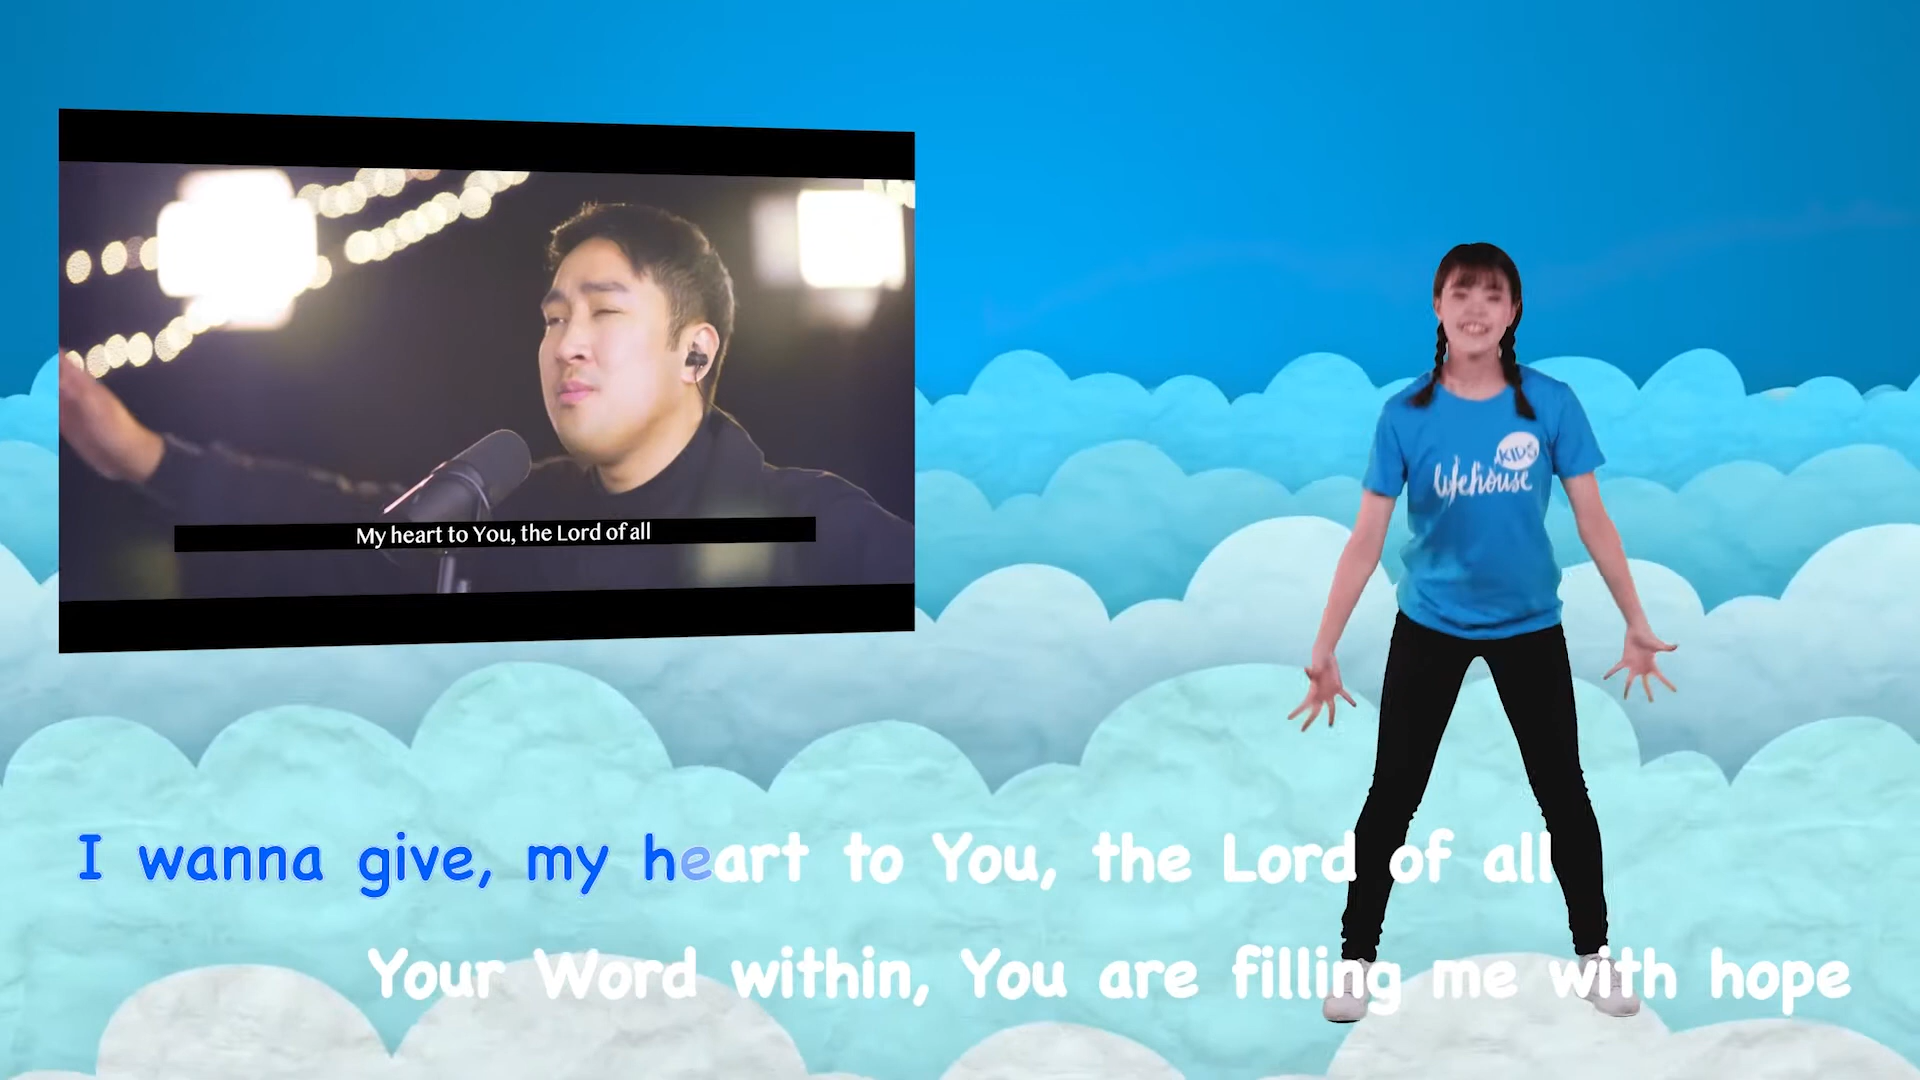 My heart to You, the Lord of all
KIDS
lifehouse
I wanna give, my heart to You, the Lord of all
Your Word within, You are filling me with hope